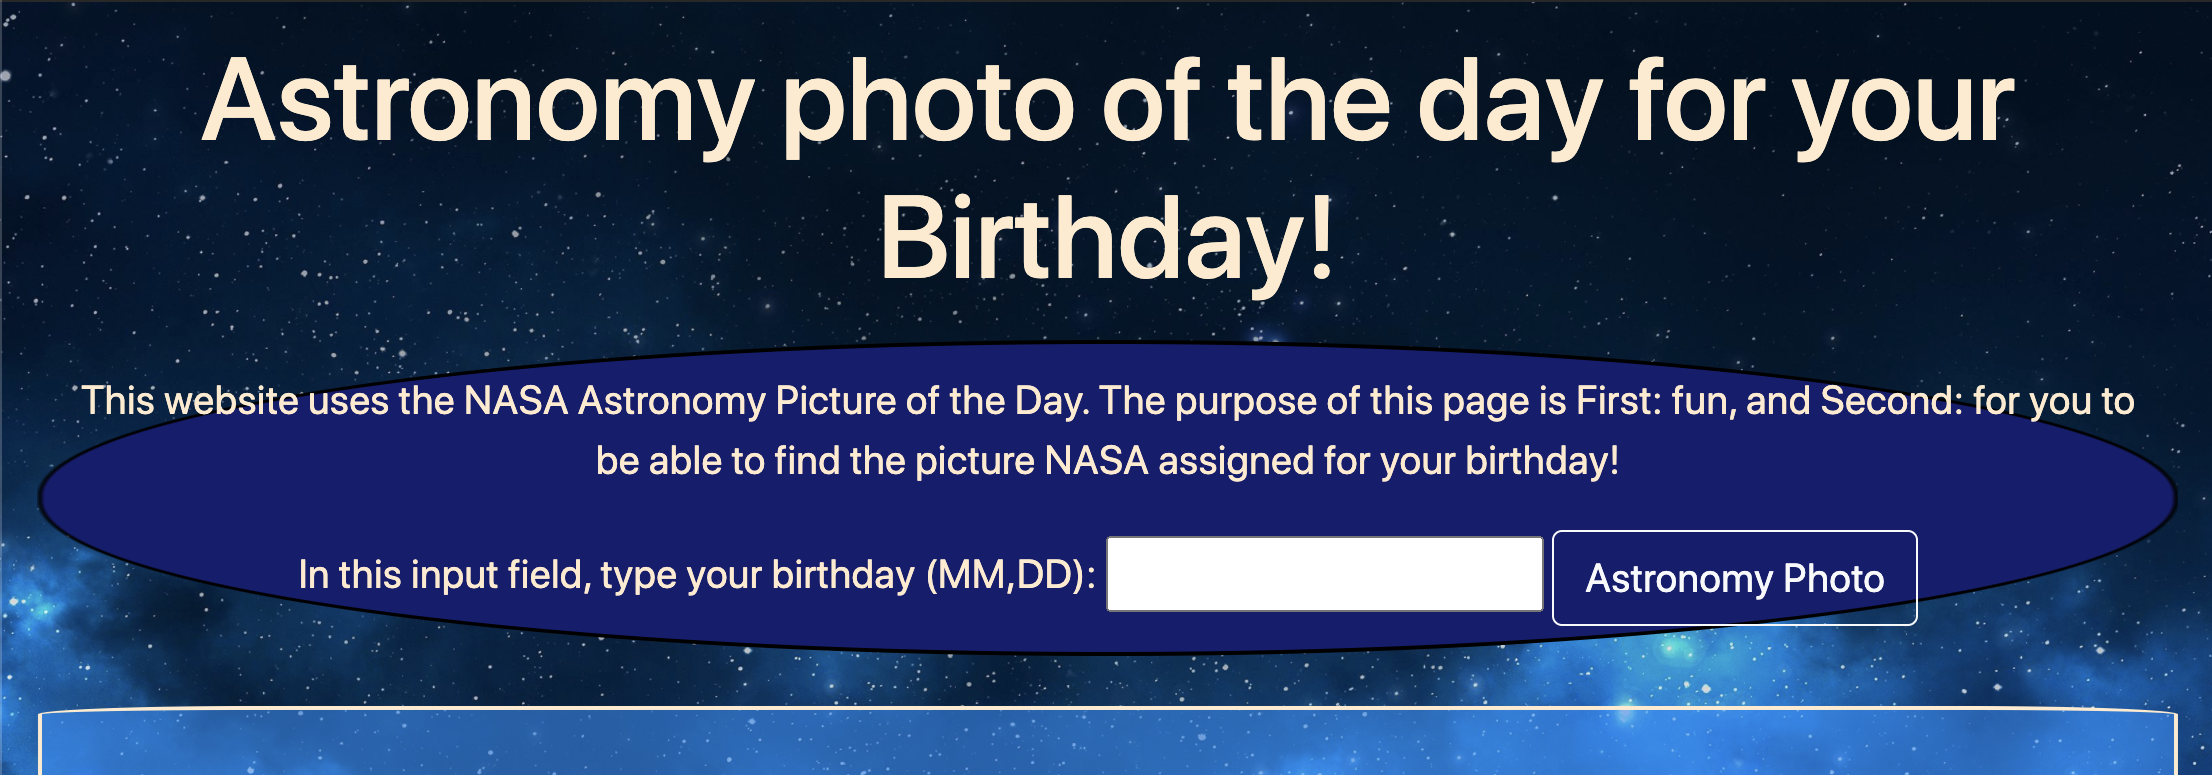 Astronomy photo of the day for your
Birthday!
This website uses the NASA Astronomy Picture of the Day. The purpose of this page is First: fun, and Second: for you to
be able to find the picture NASA assigned for your birthday!
In this input field, type your birthday (MM,DD):
Astronomy Photo